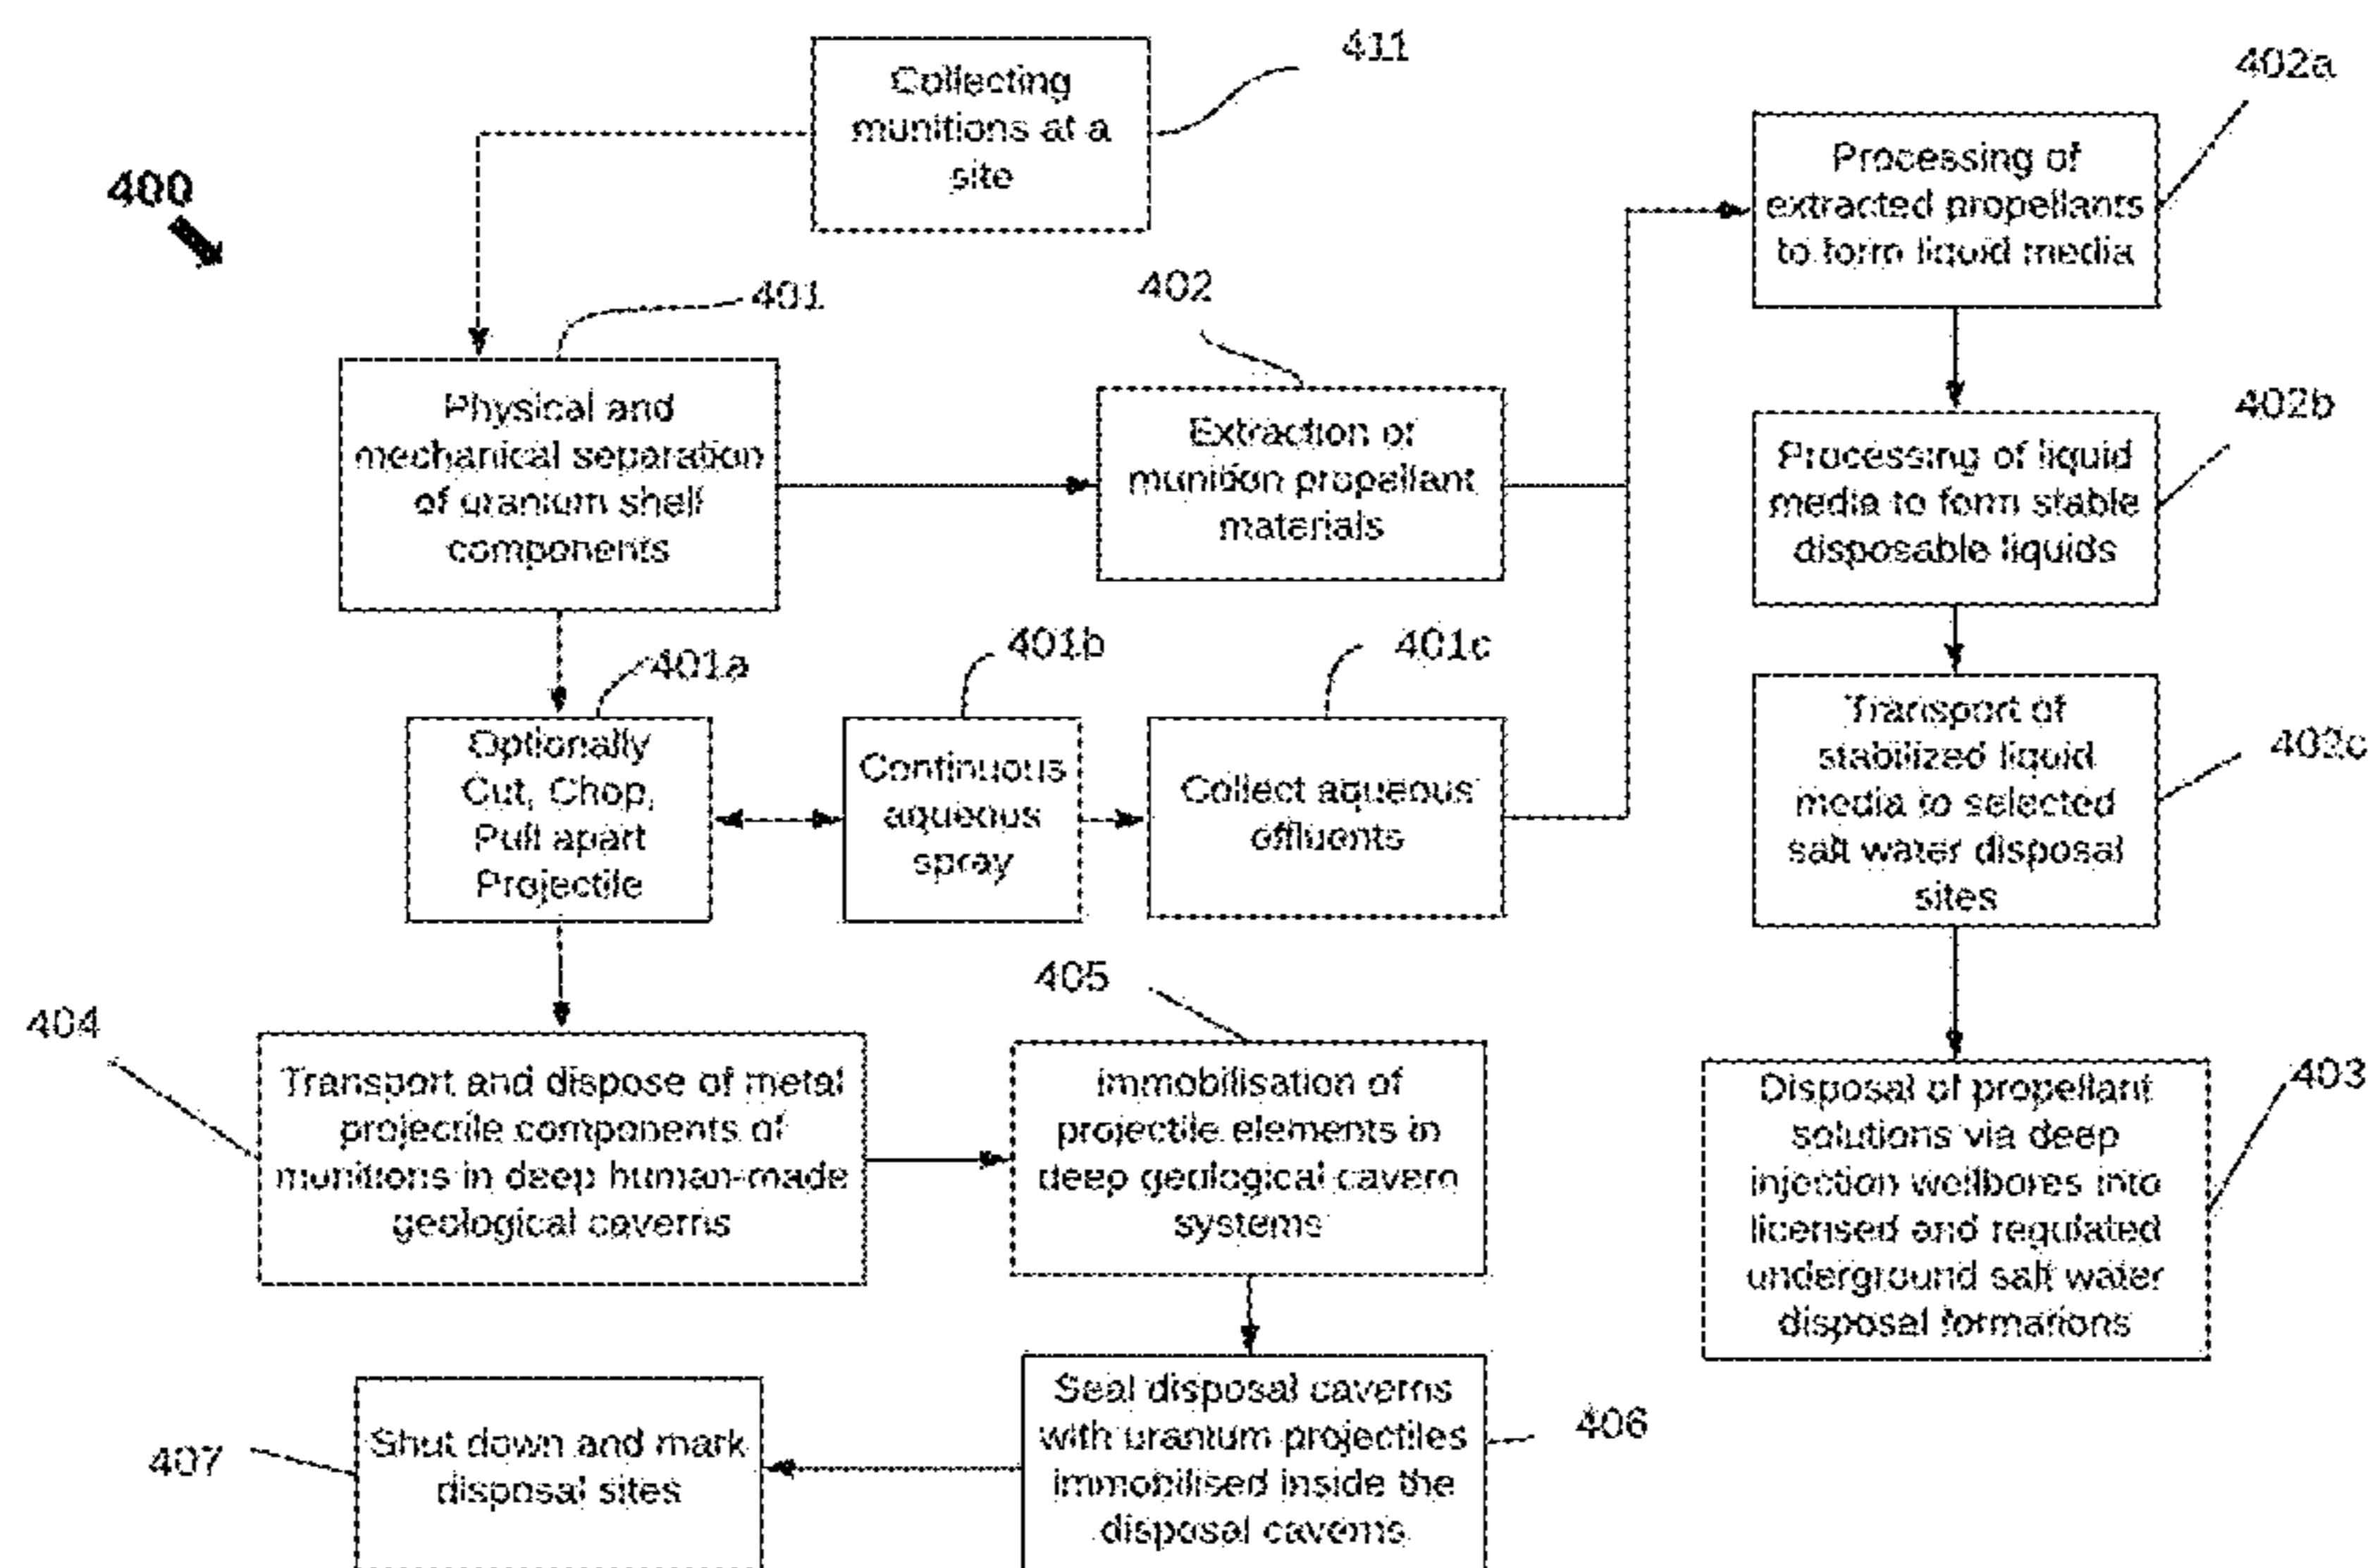 411
Collecting
munitions at a
site
400
401
Physical and
mechanical separation
of uranium shell
components
402
Extraction of
munition propellant
materials
402a
Processing of
extracted propellants
to form liquid media
402b
Processing of liquid
media to form stable
disposable liquids
401a
Optionally
Cut, Chop,
Pull apart
Projectile
401b
Continuous
aqueous
spray
401c
Collect aqueous
effluents
402c
Transport of
stabilized liquid
media to selected
salt water disposal
sites
404
Transport and dispose of metal
projectile components of
munitions in deep human-made
geological caverns
405
Immobilisation of
projectile elements in
deep geological cavern
systems
403
Disposal of propellant
solutions via deep
injection wellbores into
licensed and regulated
underground salt water
disposal formations
406
Seal disposal caverns
with uranium projectiles
immobilised inside the
disposal caverns
407
Shut down and mark
disposal sites